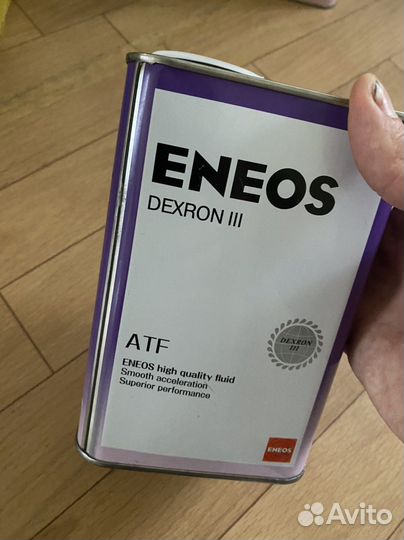 ENEOS
DEXRON III
ATF
ENEOS high quality fluid
Smooth acceleration
Superior performance
DEXRON
III
ENEOS
Avito